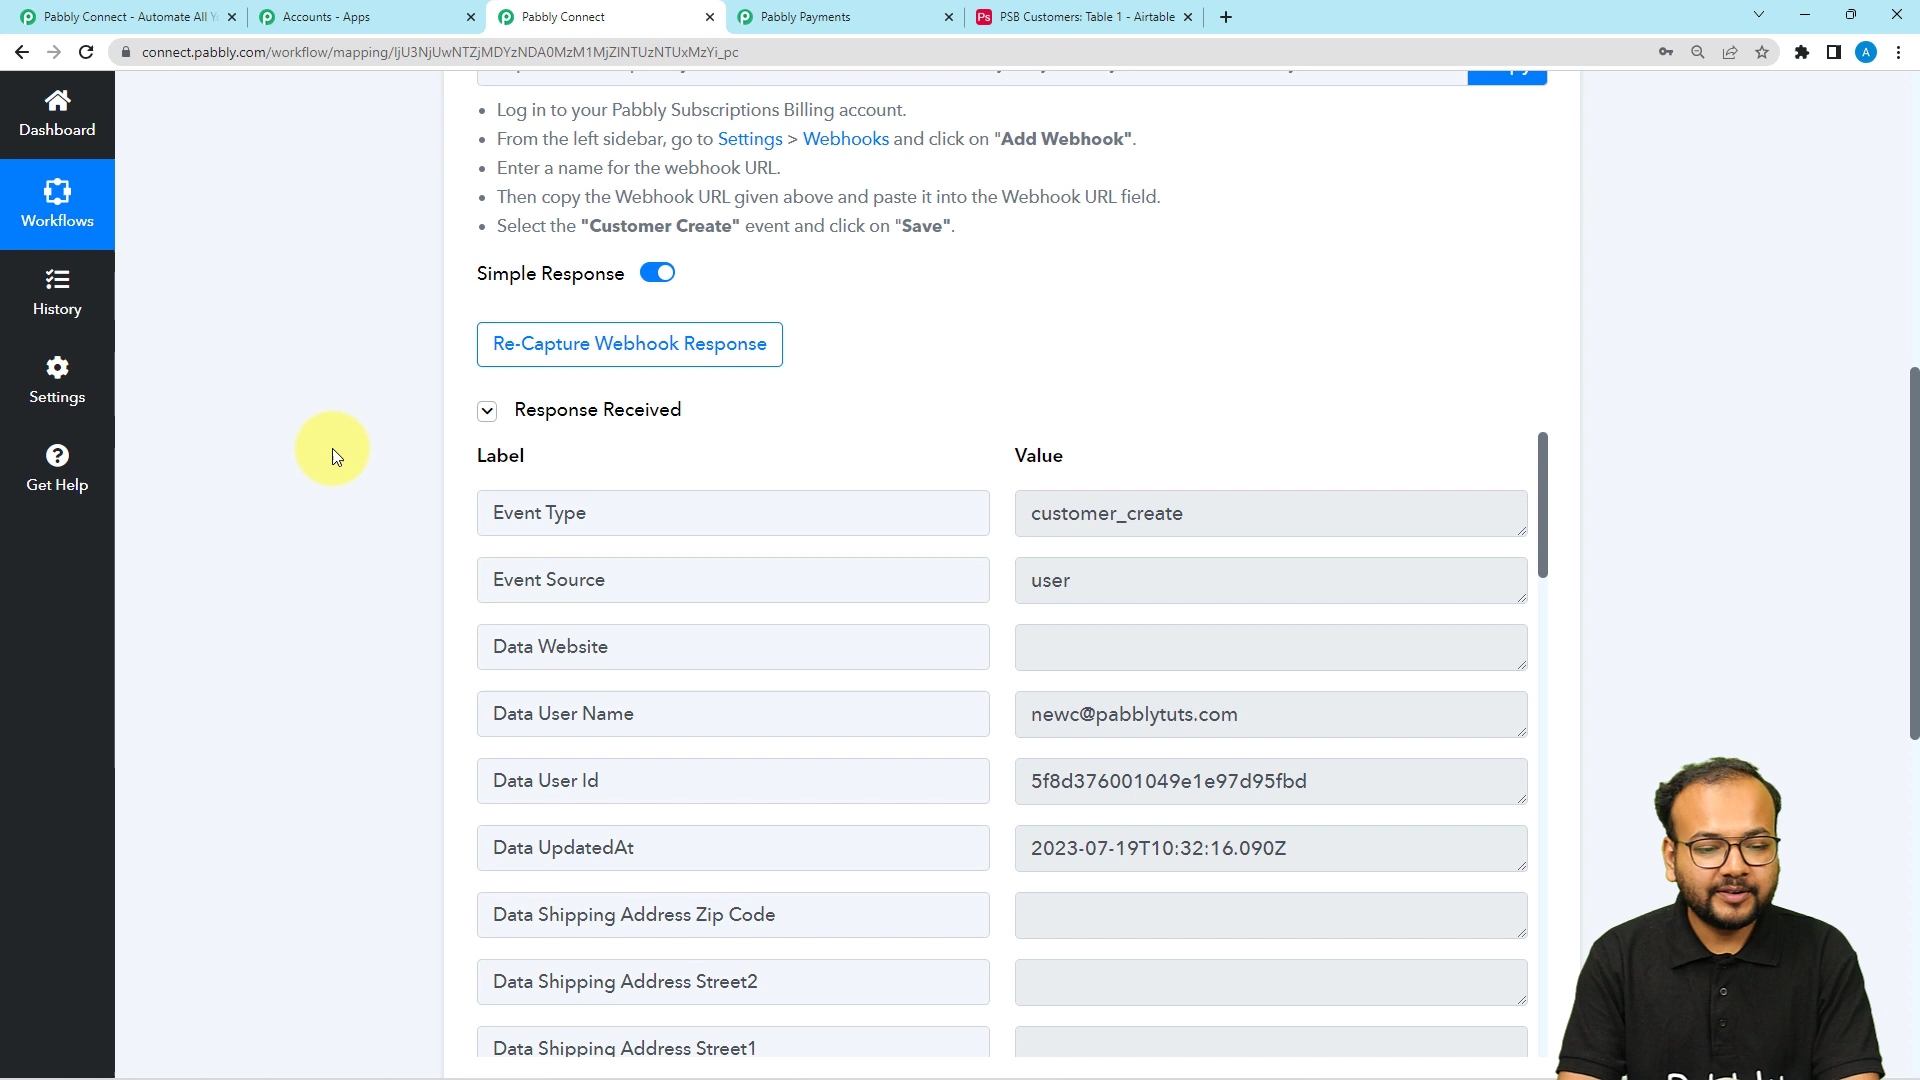 Pabbly Connect - Automate All Y
Accounts - Apps
Pabbly Connect
Pabbly Payments
Ps
PSB Customers: Table 1 - Airtable
connect.pabbly.com/workflow/mapping/IjU3NjUwNTZjMDYzNDA0MzM1MjZlNTUzNTUxMzYi_pc
A
Dashboard
Workflows
History
Settings
Get Help
Log in to your Pabbly Subscriptions Billing account.
From the left sidebar, go to Settings > Webhooks and click on "Add Webhook".
Enter a name for the webhook URL.
Then copy the Webhook URL given above and paste it into the Webhook URL field.
Select the "Customer Create" event and click on "Save".
Simple Response
Re-Capture Webhook Response
Response Received
Label
Value
Event Type
customer_create
Event Source
user
Data Website
Data User Name
newc@pabblytuts.com
Data User Id
5f8d376001049e1e97d95fbd
Data UpdatedAt
2023-07-19T10:32:16.090Z
Data Shipping Address Zip Code
Data Shipping Address Street2
Data Shipping Address Street1